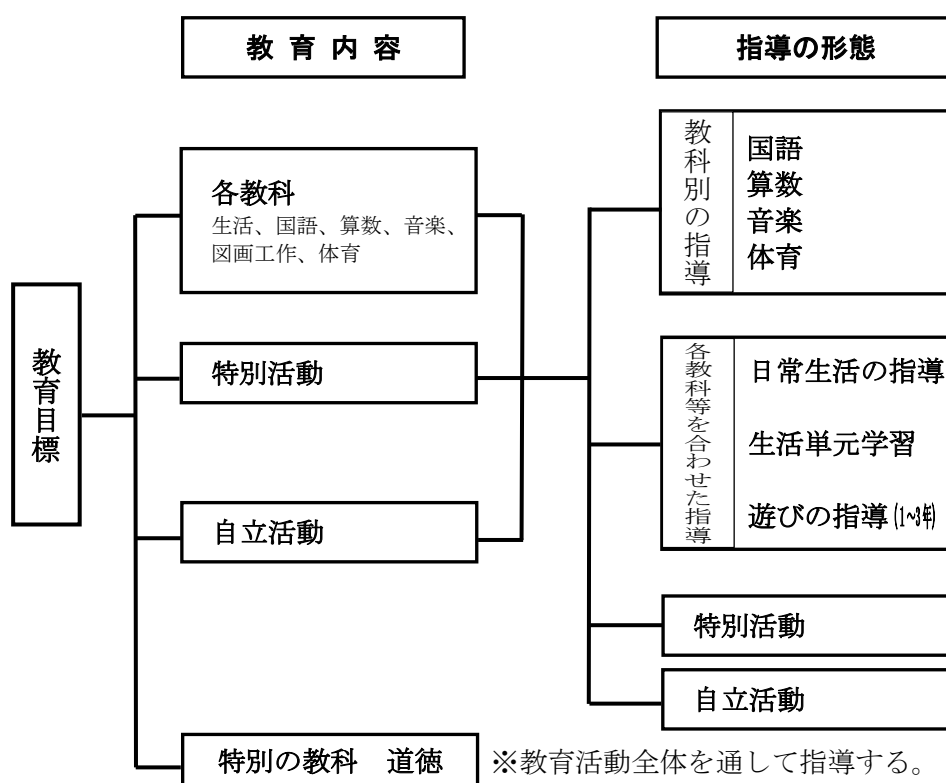 教育内容
指導の形態
教育目標
各教科
生活、国語、算数、音楽、
図画工作、体育
特別活動
自立活動
特別の教科　道徳
※教育活動全体を通して指導する。
教科別の指導
国語
算数
音楽
体育
各教科等を合わせた指導
日常生活の指導
生活単元学習
遊びの指導(1~3年)
特別活動
自立活動